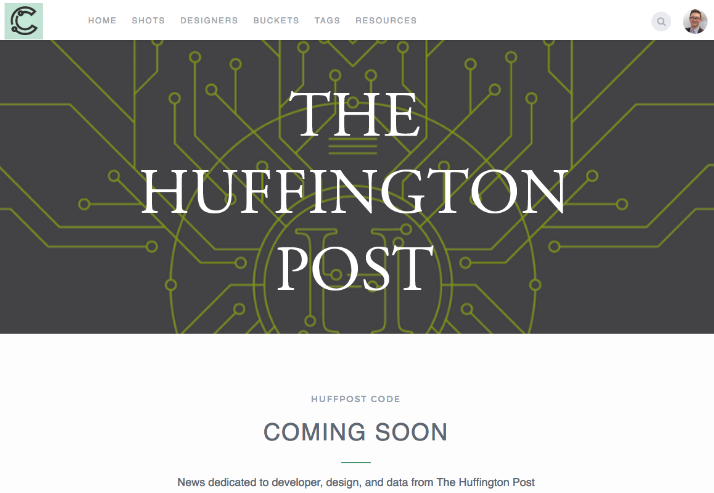 C
HOME SHOTS DESIGNERS BUCKETS TAGS RESOURCES
THE
HUFFINGTON
POST
H
HUFFPOST CODE
COMING SOON
News dedicated to developer, design, and data from The Huffington Post